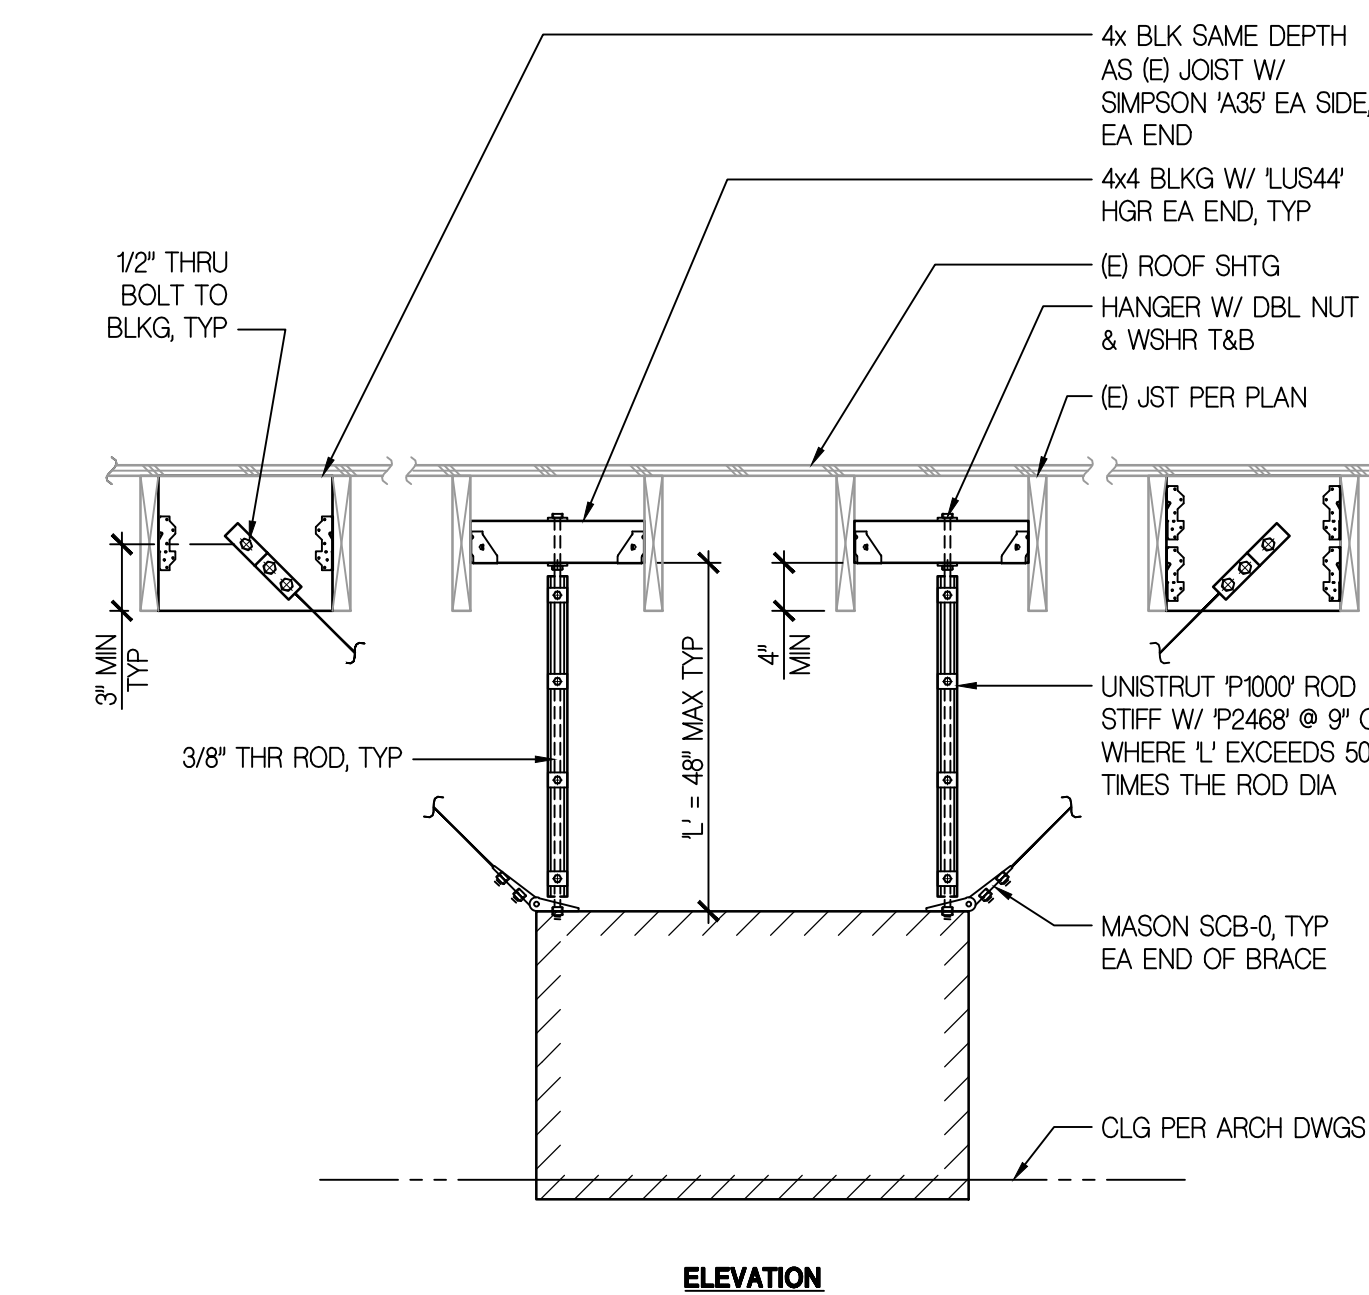 4x BLK SAME DEPTH
AS (E) JOIST W/
SIMPSON 'A35' EA SIDE,
EA END
4x4 BLKG W/ 'LUS44'
HGR EA END, TYP
1/2" THRU
BOLT TO
BLKG, TYP
(E) ROOF SHTG
HANGER W/ DBL NUT
& WSHR T&B
(E) JST PER PLAN
3" MIN
TYP
4"
MIN
'L' = 48" MAX TYP
UNISTRUT 'P1000' ROD
STIFF W/ 'P2468' @ 9"
WHERE 'L' EXCEEDS 50
TIMES THE ROD DIA
3/8" THR ROD, TYP
MASON SCB-0, TYP
EA END OF BRACE
CLG PER ARCH DWGS
ELEVATION